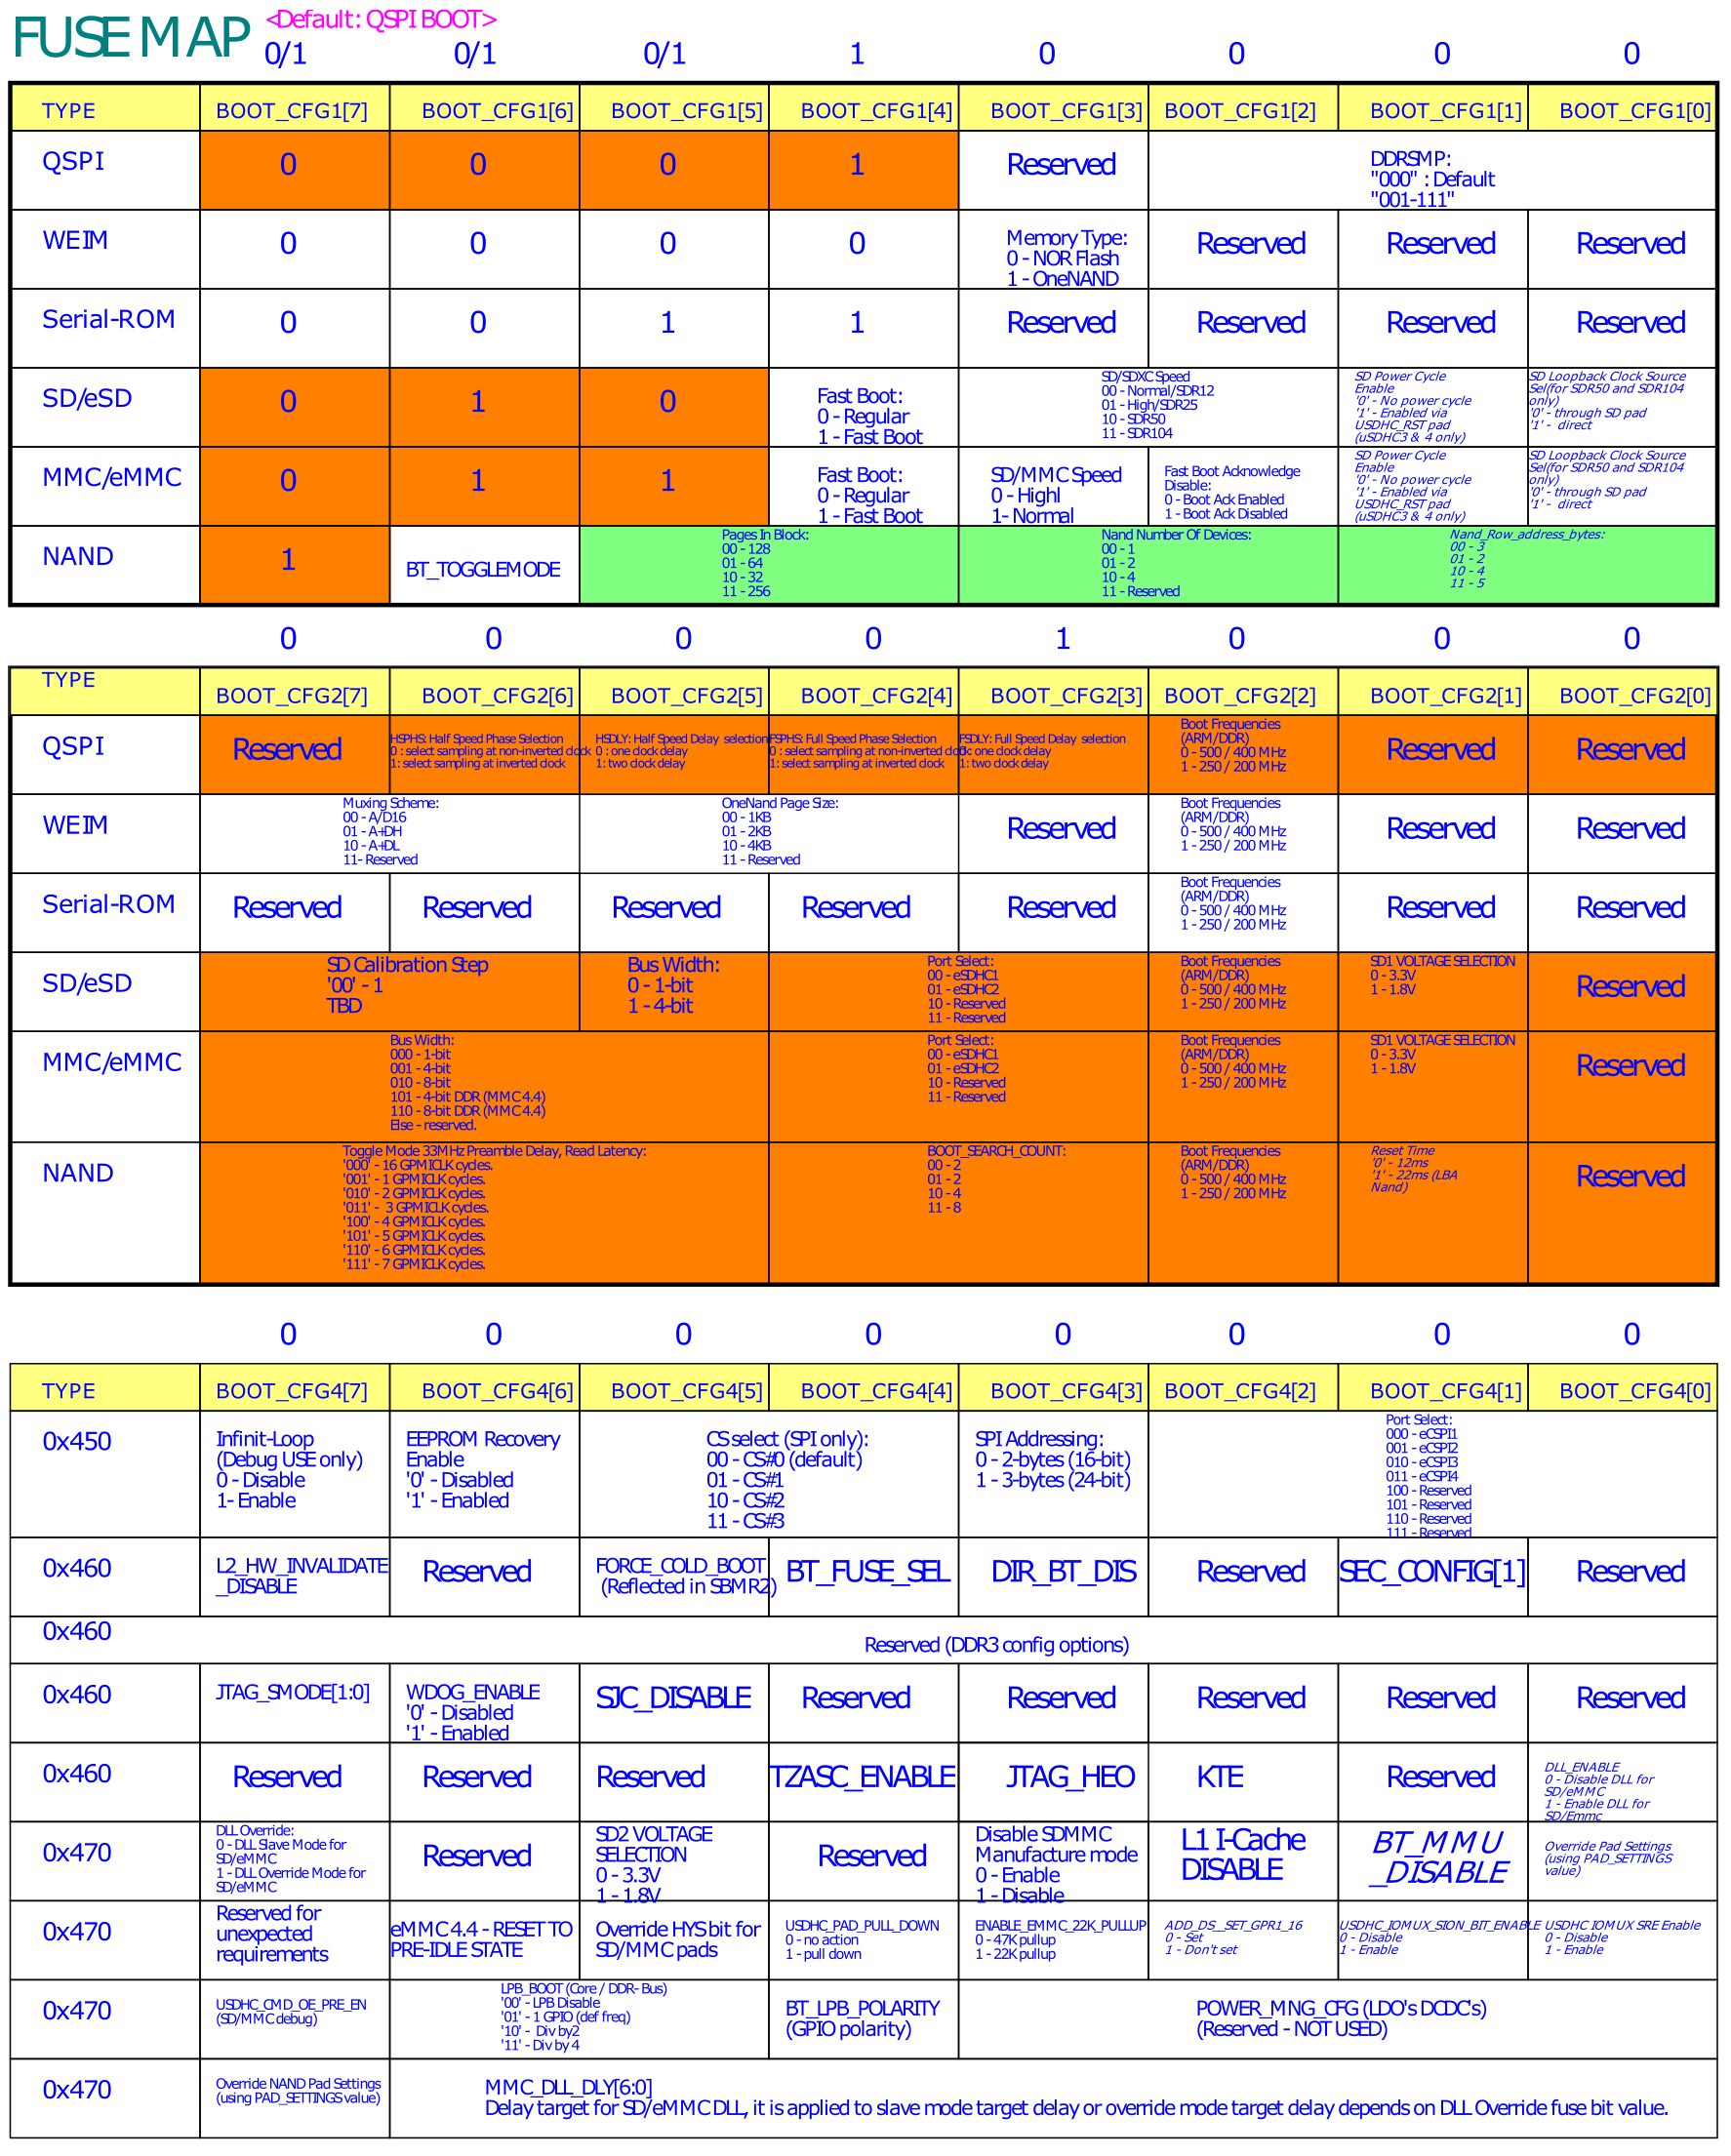 FUSE MAP
<Default: QSPI BOOT>
0/1 0/1 0/1 1 0 0 0 0
TYPE BOOT_CFG1[7] BOOT_CFG1[6] BOOT_CFG1[5] BOOT_CFG1[4] BOOT_CFG1[3] BOOT_CFG1[2] BOOT_CFG1[1] BOOT_CFG1[0]
QSPI 0 0 0 1 Reserved
DDRSMP:
"000" : Default
"001-111"
WEIM 0 0 0 0
Memory Type:
0 - NOR Flash
1 - OneNAND
Reserved Reserved Reserved
Serial-ROM 0 0 1 1 Reserved Reserved Reserved Reserved
SD/eSD 0 1 0
Fast Boot:
0 - Regular
1 - Fast Boot
SD/SDXC Speed
00 - Normal/SDR12
01 - High/SDR25
10 - SDR50
11 - SDR104
SD Power Cycle
Enable
'0' - No power cycle
'1' - Enabled via
USDHC_RST pad
(uSDHC3 & 4 only)
SD Loopback Clock Source
Sel(for SDR50 and SDR104
only)
'0' - through SD pad
'1' - direct
MMC/eMMC 0 1 1
Fast Boot:
0 - Regular
1 - Fast Boot
SD/MMC Speed
0 - Highl
1- Normal
Fast Boot Acknowledge
Disable:
0 - Boot Ack Enabled
1 - Boot Ack Disabled
SD Power Cycle
Enable
'0' - No power cycle
'1' - Enabled via
USDHC_RST pad
(uSDHC3 & 4 only)
SD Loopback Clock Source
Sel(for SDR50 and SDR104
only)
'0' - through SD pad
'1' - direct
NAND 1 BT_TOGGLEMODE
Pages In Block:
00 - 128
01 - 64
10 - 32
11 - 256
Nand Number Of Devices:
00 - 1
01 - 2
10 - 4
11 - Reserved
Nand_Row_address_bytes:
00 - 3
01 - 2
10 - 4
11 - 5
0 0 0 0 1 0 0 0
TYPE BOOT_CFG2[7] BOOT_CFG2[6] BOOT_CFG2[5] BOOT_CFG2[4] BOOT_CFG2[3] BOOT_CFG2[2] BOOT_CFG2[1] BOOT_CFG2[0]
QSPI Reserved
HSPHS: Half Speed Phase Selection
0 : select sampling at non-inverted clock
1: select sampling at inverted clock
HSDLY: Half Speed Delay selection
0 : one clock delay
1: two clock delay
FSPHS: Full Speed Phase Selection
0 : select sampling at non-inverted clock
1: select sampling at inverted clock
FSDLY: Full Speed Delay selection
0: one clock delay
1: two clock delay
Boot Frequencies
(ARM/DDR)
0 - 500 / 400 MHz
1 - 250 / 200 MHz
Reserved Reserved
WEIM
Muxing Scheme:
00 - A/D16
01 - A+DH
10 - A+DL
11- Reserved
OneNand Page Size:
00 - 1KB
01 - 2KB
10 - 4KB
11 - Reserved
Reserved
Boot Frequencies
(ARM/DDR)
0 - 500 / 400 MHz
1 - 250 / 200 MHz
Reserved Reserved
Serial-ROM Reserved Reserved Reserved Reserved Reserved
Boot Frequencies
(ARM/DDR)
0 - 500 / 400 MHz
1 - 250 / 200 MHz
Reserved Reserved
SD/eSD
SD Calibration Step
'00' - 1
TBD
Bus Width:
0 - 1-bit
1 - 4-bit
Port Select:
00 - eSDHC1
01 - eSDHC2
10 - Reserved
11 - Reserved
Boot Frequencies
(ARM/DDR)
0 - 500 / 400 MHz
1 - 250 / 200 MHz
SD1 VOLTAGE SELECTION
0 - 3.3V
1 - 1.8V
Reserved
MMC/eMMC
Bus Width:
000 - 1-bit
001 - 4-bit
010 - 8-bit
101 - 4-bit DDR (MMC 4.4)
110 - 8-bit DDR (MMC 4.4)
Else - reserved.
Port Select:
00 - eSDHC1
01 - eSDHC2
10 - Reserved
11 - Reserved
Boot Frequencies
(ARM/DDR)
0 - 500 / 400 MHz
1 - 250 / 200 MHz
SD1 VOLTAGE SELECTION
0 - 3.3V
1 - 1.8V
Reserved
NAND
Toggle Mode 33MHz Preamble Delay, Read Latency:
'000' - 16 GPMICLK cycles.
'001' - 1 GPMICLK cycles.
'010' - 2 GPMICLK cycles.
'011' - 3 GPMICLK cycles.
'100' - 4 GPMICLK cycles.
'101' - 5 GPMICLK cycles.
'110' - 6 GPMICLK cycles.
'111' - 7 GPMICLK cycles.
BOOT_SEARCH_COUNT:
00 - 2
01 - 2
10 - 4
11 - 8
Boot Frequencies
(ARM/DDR)
0 - 500 / 400 MHz
1 - 250 / 200 MHz
Reset Time
'0' - 12ms
'1' - 22ms (LBA
Nand)
Reserved
0 0 0 0 0 0 0 0
TYPE BOOT_CFG4[7] BOOT_CFG4[6] BOOT_CFG4[5] BOOT_CFG4[4] BOOT_CFG4[3] BOOT_CFG4[2] BOOT_CFG4[1] BOOT_CFG4[0]
0x450
Infinit-Loop
(Debug USE only)
0 - Disable
1- Enable
EEPROM Recovery
Enable
'0' - Disabled
'1' - Enabled
CS select (SPI only):
00 - CS#0 (default)
01 - CS#1
10 - CS#2
11 - CS#3
SPI Addressing:
0 - 2-bytes (16-bit)
1 - 3-bytes (24-bit)
Port Select:
000 - eCSPI1
001 - eCSPI2
010 - eCSPI3
011 - eCSPI4
100 - Reserved
101 - Reserved
110 - Reserved
111 - Reserved
0x460
L2_HW_INVALIDATE
_DISABLE
Reserved
FORCE_COLD_BOOT
(Reflected in SBMR2)
BT_FUSE_SEL DIR_BT_DIS Reserved SEC_CONFIG[1] Reserved
0x460
Reserved (DDR3 config options)
0x460 JTAG_SMODE[1:0]
WDOG_ENABLE
'0' - Disabled
'1' - Enabled
SJC_DISABLE Reserved Reserved Reserved Reserved Reserved
0x460 Reserved Reserved Reserved TZASC_ENABLE JTAG_HEO KTE Reserved
DLL_ENABLE
0 - Disable DLL for
SD/eMMC
1 - Enable DLL for
SD/Emmc
0x470
DLL Override:
0 - DLL Slave Mode for
SD/eMMC
1 - DLL Override Mode for
SD/eMMC
Reserved
SD2 VOLTAGE
SELECTION
0 - 3.3V
1 - 1.8V
Reserved
Disable SDMMC
Manufacture mode
0 - Enable
1 - Disable
L1 I-Cache
DISABLE
BT_MMU
_DISABLE
Override Pad Settings
(using PAD_SETTINGS
value)
0x470
Reserved for
unexpected
requirements
eMMC 4.4 - RESET TO
PRE-IDLE STATE
Override HYS bit for
SD/MMC pads
USDHC_PAD_PULL_DOWN
0 - no action
1 - pull down
ENABLE_EMMC_22K_PULLUP
0 - 47K pullup
1 - 22K pullup
ADD_DS_SET_GPR1_16
0 - Set
1 - Don't set
USDHC_IOMUX_SION_BIT_ENABLE
0 - Disable
1 - Enable
USDHC IOMUX SRE Enable
0 - Disable
1 - Enable
0x470
USDHC_CMD_OE_PRE_EN
(SD/MMC debug)
LPB_BOOT (Core / DDR- Bus)
'00' - LPB Disable
'01' - 1 GPIO (def freq)
'10' - Div by2
'11' - Div by 4
BT_LPB_POLARITY
(GPIO polarity)
POWER_MNG_CFG (LDO's DCDC's)
(Reserved - NOT USED)
0x470
Override NAND Pad Settings
(using PAD_SETTINGS value)
MMC_DLL_DLY[6:0]
Delay target for SD/eMMC DLL, it is applied to slave mode target delay or override mode target delay depends on DLL Override fuse bit value.